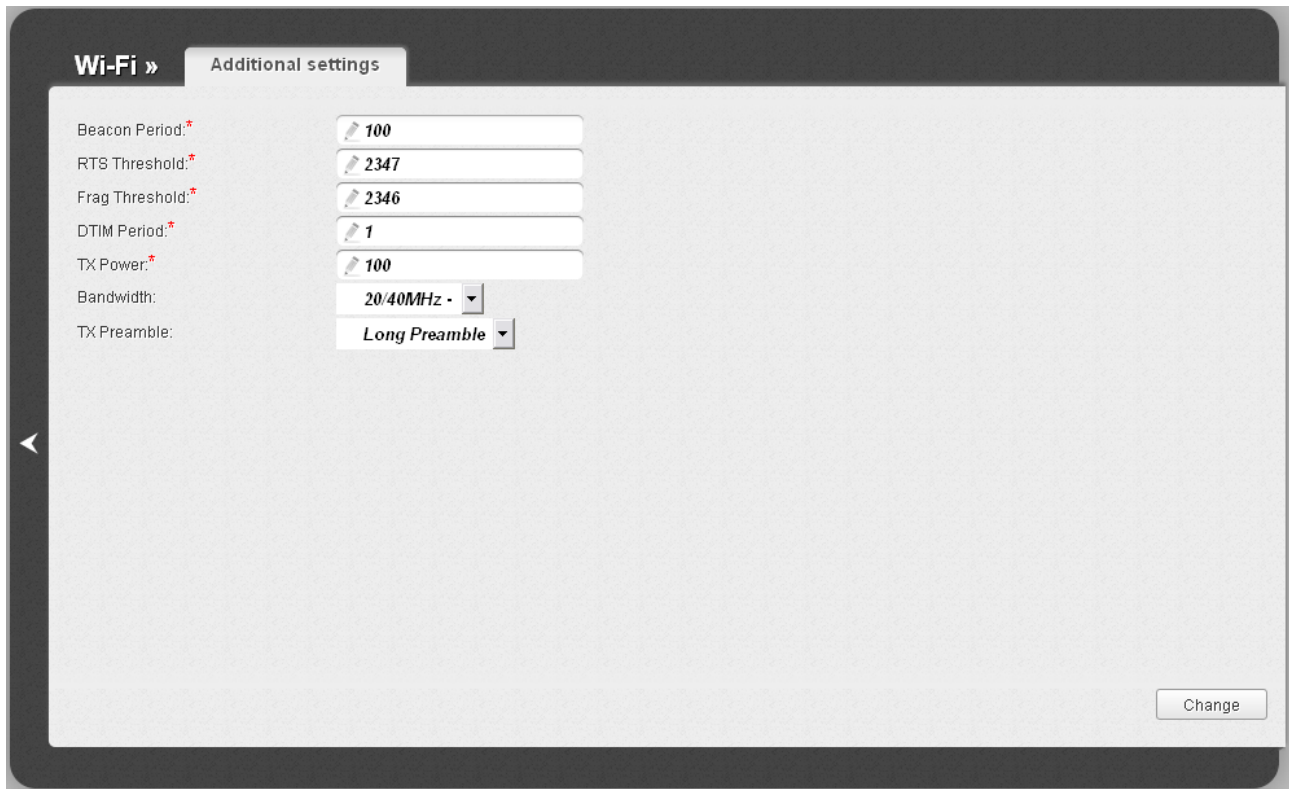 Wi-Fi » Additional settings
Beacon Period:* 100
RTS Threshold:* 2347
Frag Threshold:* 2346
DTIM Period:* 1
TX Power:* 100
Bandwidth: 20/40MHz -
TX Preamble: Long Preamble
Change